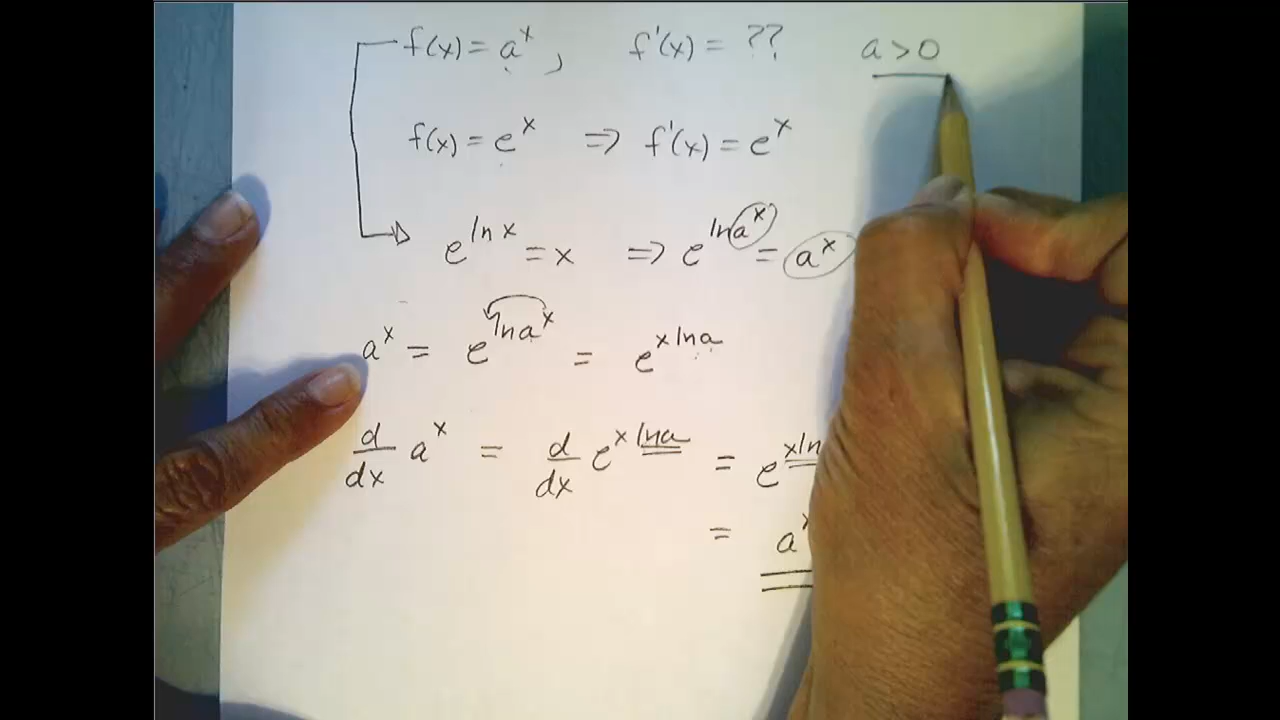 f(x) = a^x, f'(x) = ?? a > 0
f(x) = e^x ⇒ f'(x) = e^x
e^{ln x} = x ⇒ e^{ln a^x} = a^x
a^x = e^{ln a^x} = e^{x ln a}
d/dx a^x = d/dx e^{x ln a} = e^{x ln
= a^x